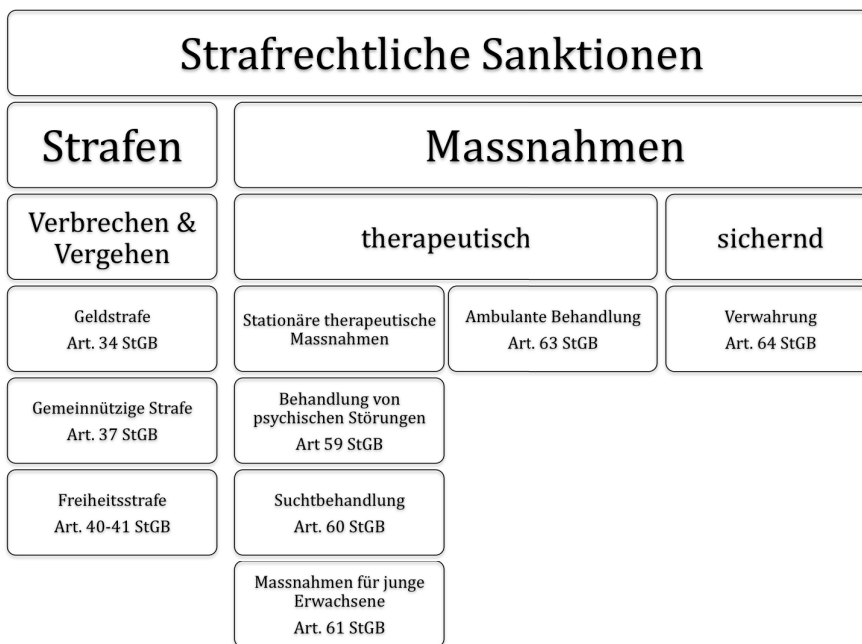 Strafrechtliche Sanktionen
Strafen
Massnahmen
Verbrechen &
Vergehen
therapeutisch
sichernd
Geldstrafe
Art. 34 StGB
Stationäre therapeutische
Massnahmen
Ambulante Behandlung
Art. 63 StGB
Verwahrung
Art. 64 StGB
Gemeinnützige Strafe
Art. 37 StGB
Behandlung von
psychischen Störungen
Art 59 StGB
Freiheitsstrafe
Art. 40-41 StGB
Suchtbehandlung
Art. 60 StGB
Massnahmen für junge
Erwachsene
Art. 61 StGB